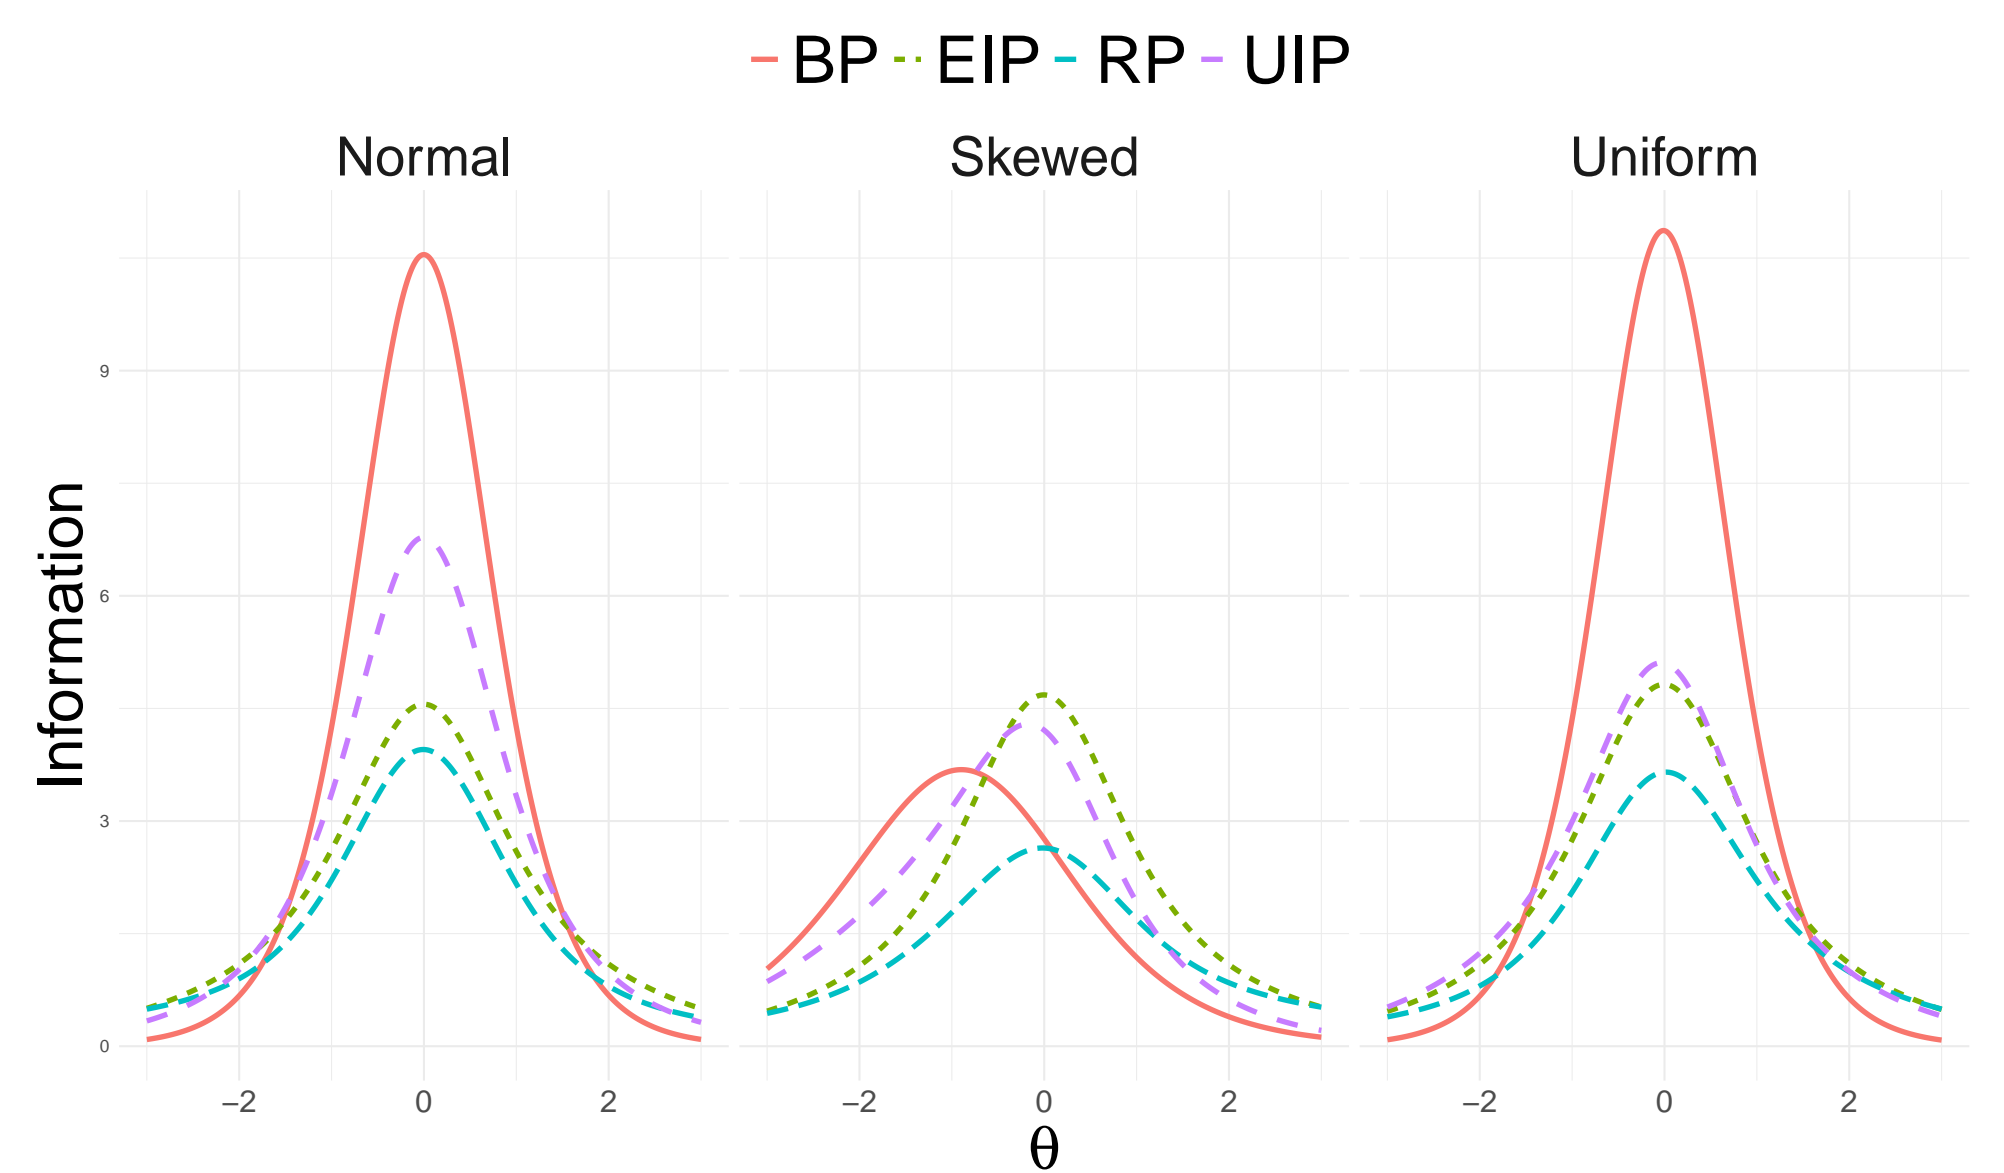 BP EIP RP UIP
Normal Skewed Uniform
Information
9
6
3
0
−2 0 2 −2 0 2 −2 0 2
θ